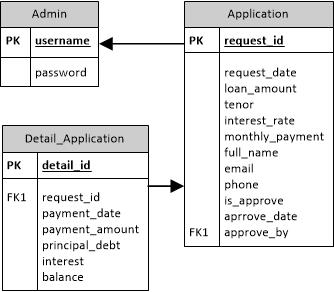 Admin
PK username
password
Application
PK request_id
request_date
loan_amount
tenor
interest_rate
monthly_payment
full_name
email
phone
is_approve
aprrove_date
FK1 approve_by
Detail_Application
PK detail_id
FK1 request_id
payment_date
payment_amount
principal_debt
interest
balance